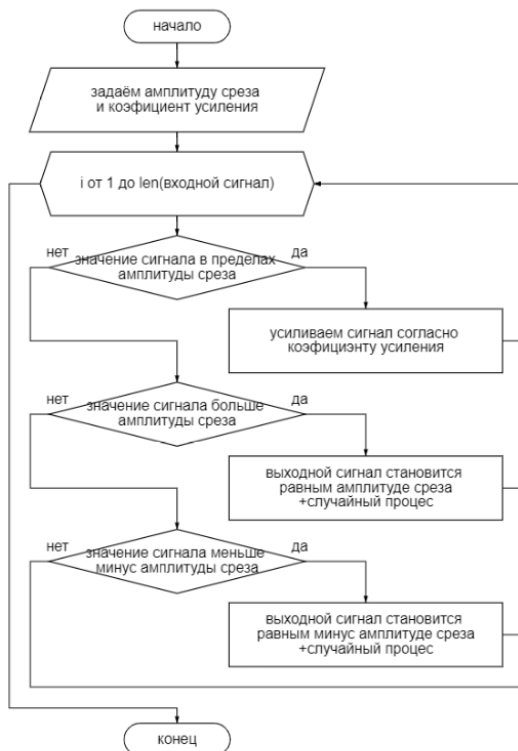 начало
задаём амплитуду среза
и коэфициент усиления
i от 1 до len(входной сигнал)
нет
значение сигнала в пределах
амплитуды среза
да
усиливаем сигнал согласно
коэфициэнту усиления
нет
значение сигнала больше
амплитуды среза
да
выходной сигнал становится
равным амплитуде среза
+случайный процес
нет
значение сигнала меньше
минус амплитуды среза
да
выходной сигнал становится
равным минус амплитуде среза
+случайный процес
конец